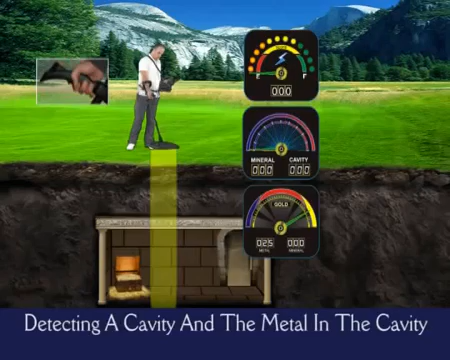 E F
000
MINERAL CAVITY
000 000
GOLD
025 000
METAL MINERAL
Detecting A Cavity And The Metal In The Cavity